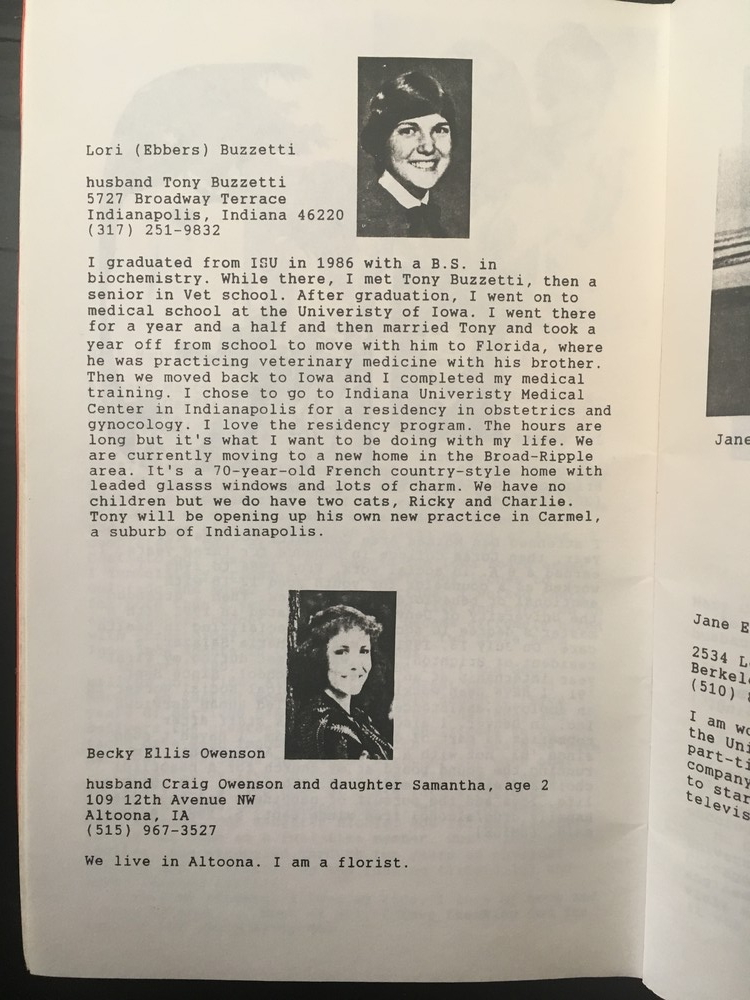 Lori (Ebbers) Buzzetti
husband Tony Buzzetti
5727 Broadway Terrace
Indianapolis, Indiana 46220
(317) 251-9832
I graduated from ISU in 1986 with a B.S. in
biochemistry. While there, I met Tony Buzzetti, then a
senior in Vet school. After graduation, I went on to
medical school at the Univeristy of Iowa. I went there
for a year and a half and then married Tony and took a
year off from school to move with him to Florida, where
he was practicing veterinary medicine with his brother.
Then we moved back to Iowa and I completed my medical
training. I chose to go to Indiana Univeristy Medical
Center in Indianapolis for a residency in obstetrics and
gynocology. I love the residency program. The hours are
long but it's what I want to be doing with my life. We
are currently moving to a new home in the Broad-Ripple
area. It's a 70-year-old French country-style home with
leaded glasss windows and lots of charm. We have no
children but we do have two cats, Ricky and Charlie.
Tony will be opening up his own new practice in Carmel,
a suburb of Indianapolis.
Becky Ellis Owenson
husband Craig Owenson and daughter Samantha, age 2
109 12th Avenue NW
Altoona, IA
(515) 967-3527
We live in Altoona. I am a florist.
Jane
Jane E
2534 L
Berkel
(510)
I am wo
the Uni
part-ti
company
to star
televis